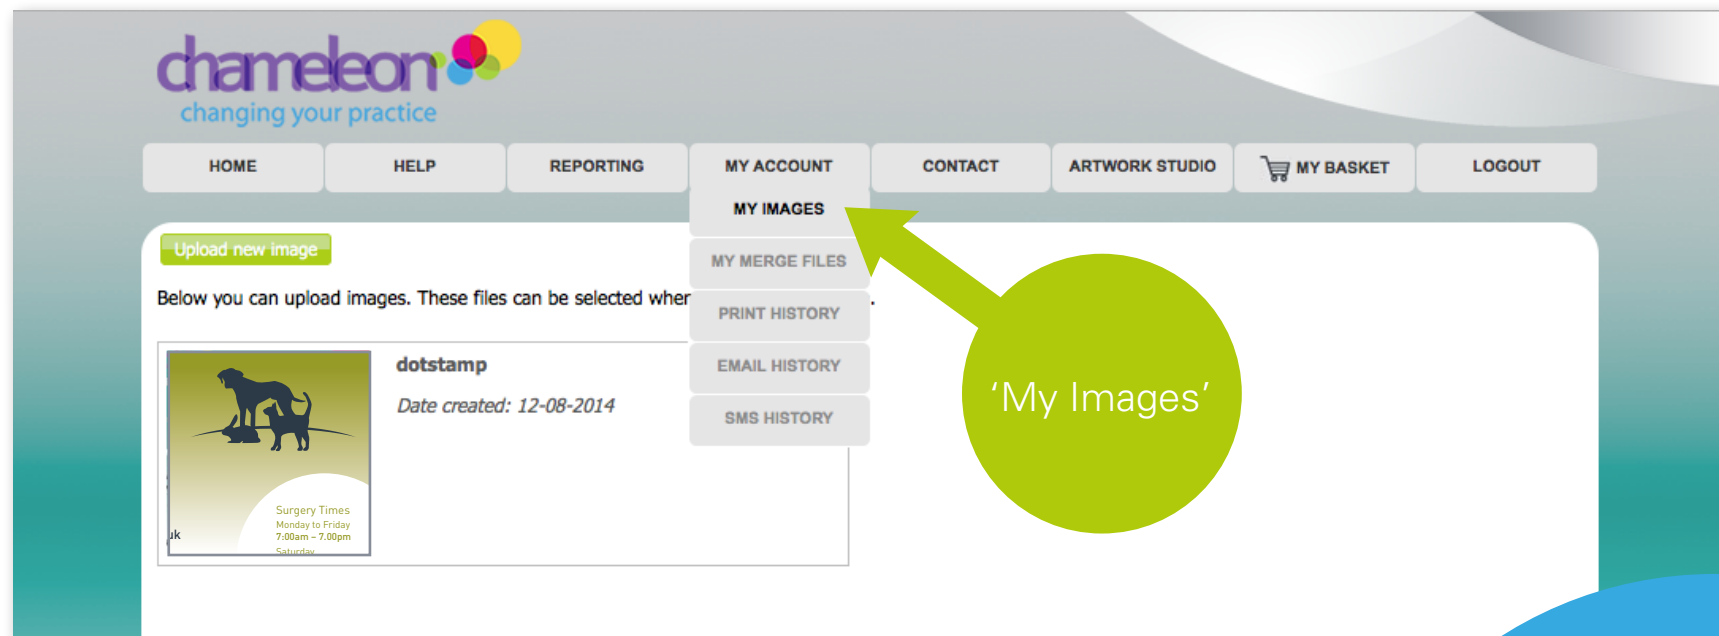 chameleon
changing your practice
HOME
HELP
REPORTING
MY ACCOUNT
CONTACT
ARTWORK STUDIO
MY BASKET
LOGOUT
MY IMAGES
MY MERGE FILES
PRINT HISTORY
EMAIL HISTORY
SMS HISTORY
Upload new image
Below you can upload images. These files can be selected
dotstamp
Date created: 12-08-2014
Surgery Times
Monday to Friday
7:00am – 7.00pm
Saturday
uk
‘My Images’